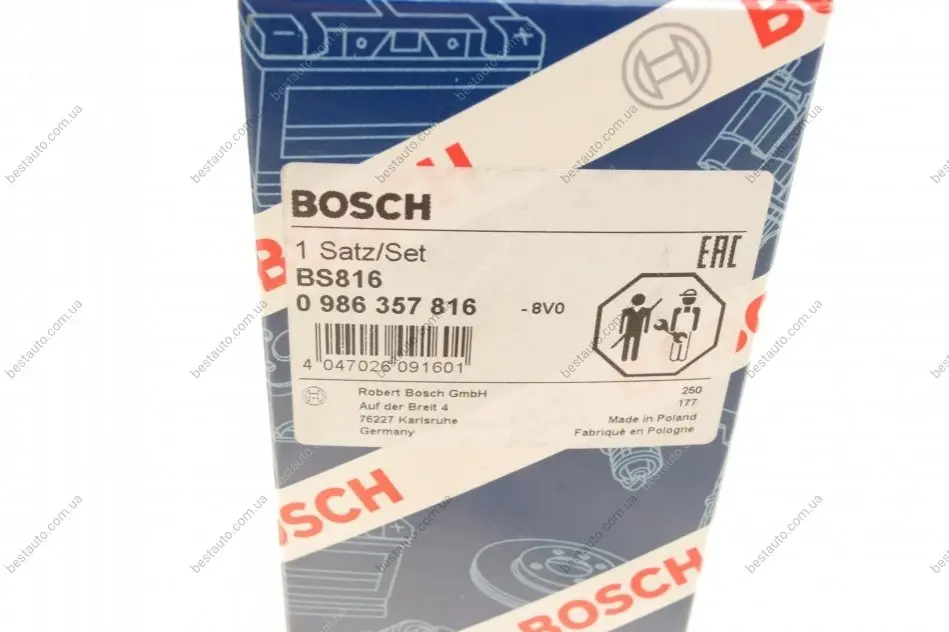 BOSCH
BOSCH
1 Satz/Set
BS816
0 986 357 816
- 8V0
EAC
4 047026 091601
Robert Bosch GmbH
Auf der Breit 4
76227 Karlsruhe
Germany
250
177
Made in Poland
Fabriqué en Pologne
BOSCH
BOSCH
bestauto.com.ua